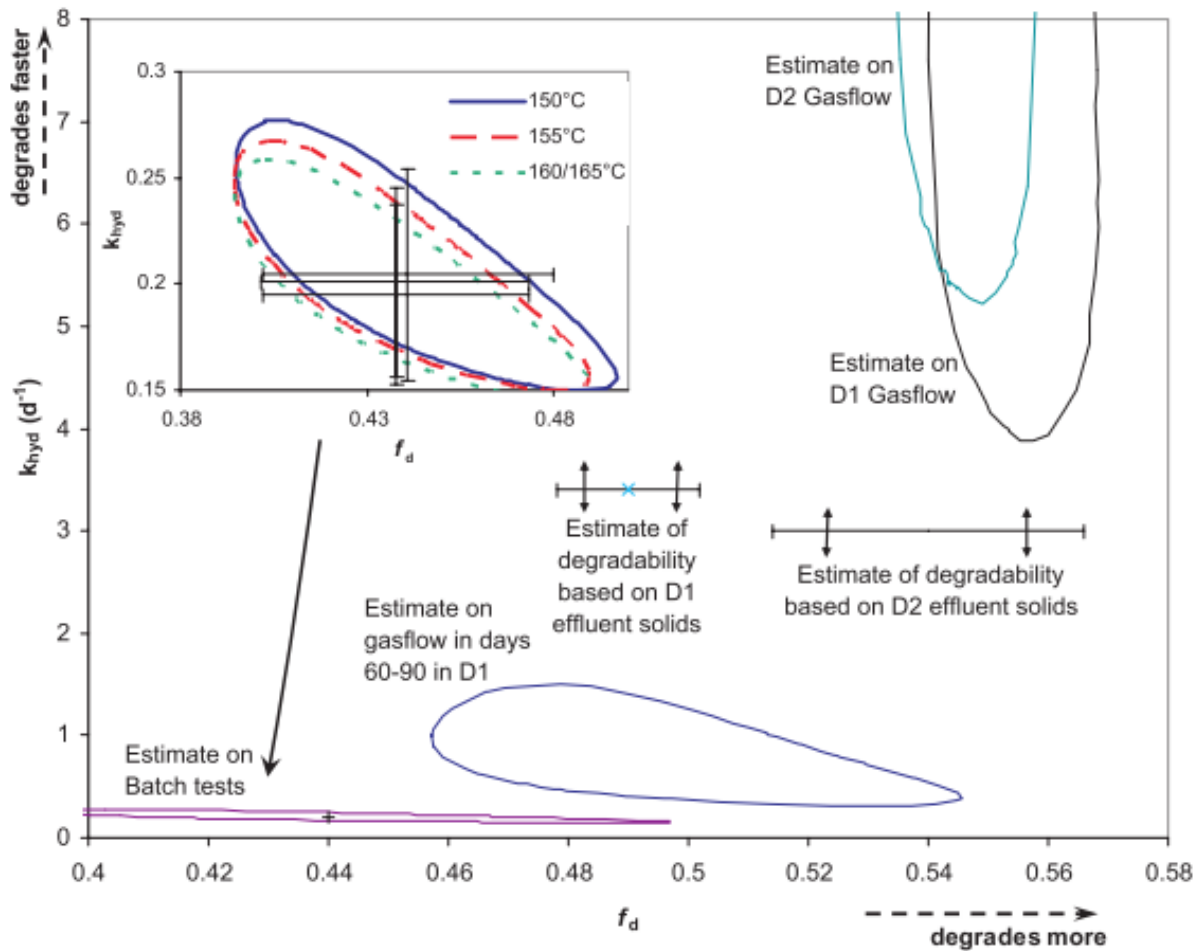 8
7
6
5
4
3
2
1
0
degrades faster
k_hyd (d⁻¹)
0.3
0.25
0.2
0.15
k_hyd
0.38
0.43
0.48
f_d
150°C
155°C
160/165°C
Estimate on
D2 Gasflow
Estimate on
D1 Gasflow
Estimate of
degradability
based on D1
effluent solids
Estimate of degradability
based on D2 effluent solids
Estimate on
gasflow in days
60-90 in D1
Estimate on
Batch tests
0.4
0.42
0.44
0.46
0.48
0.5
0.52
0.54
0.56
0.58
f_d
degrades more